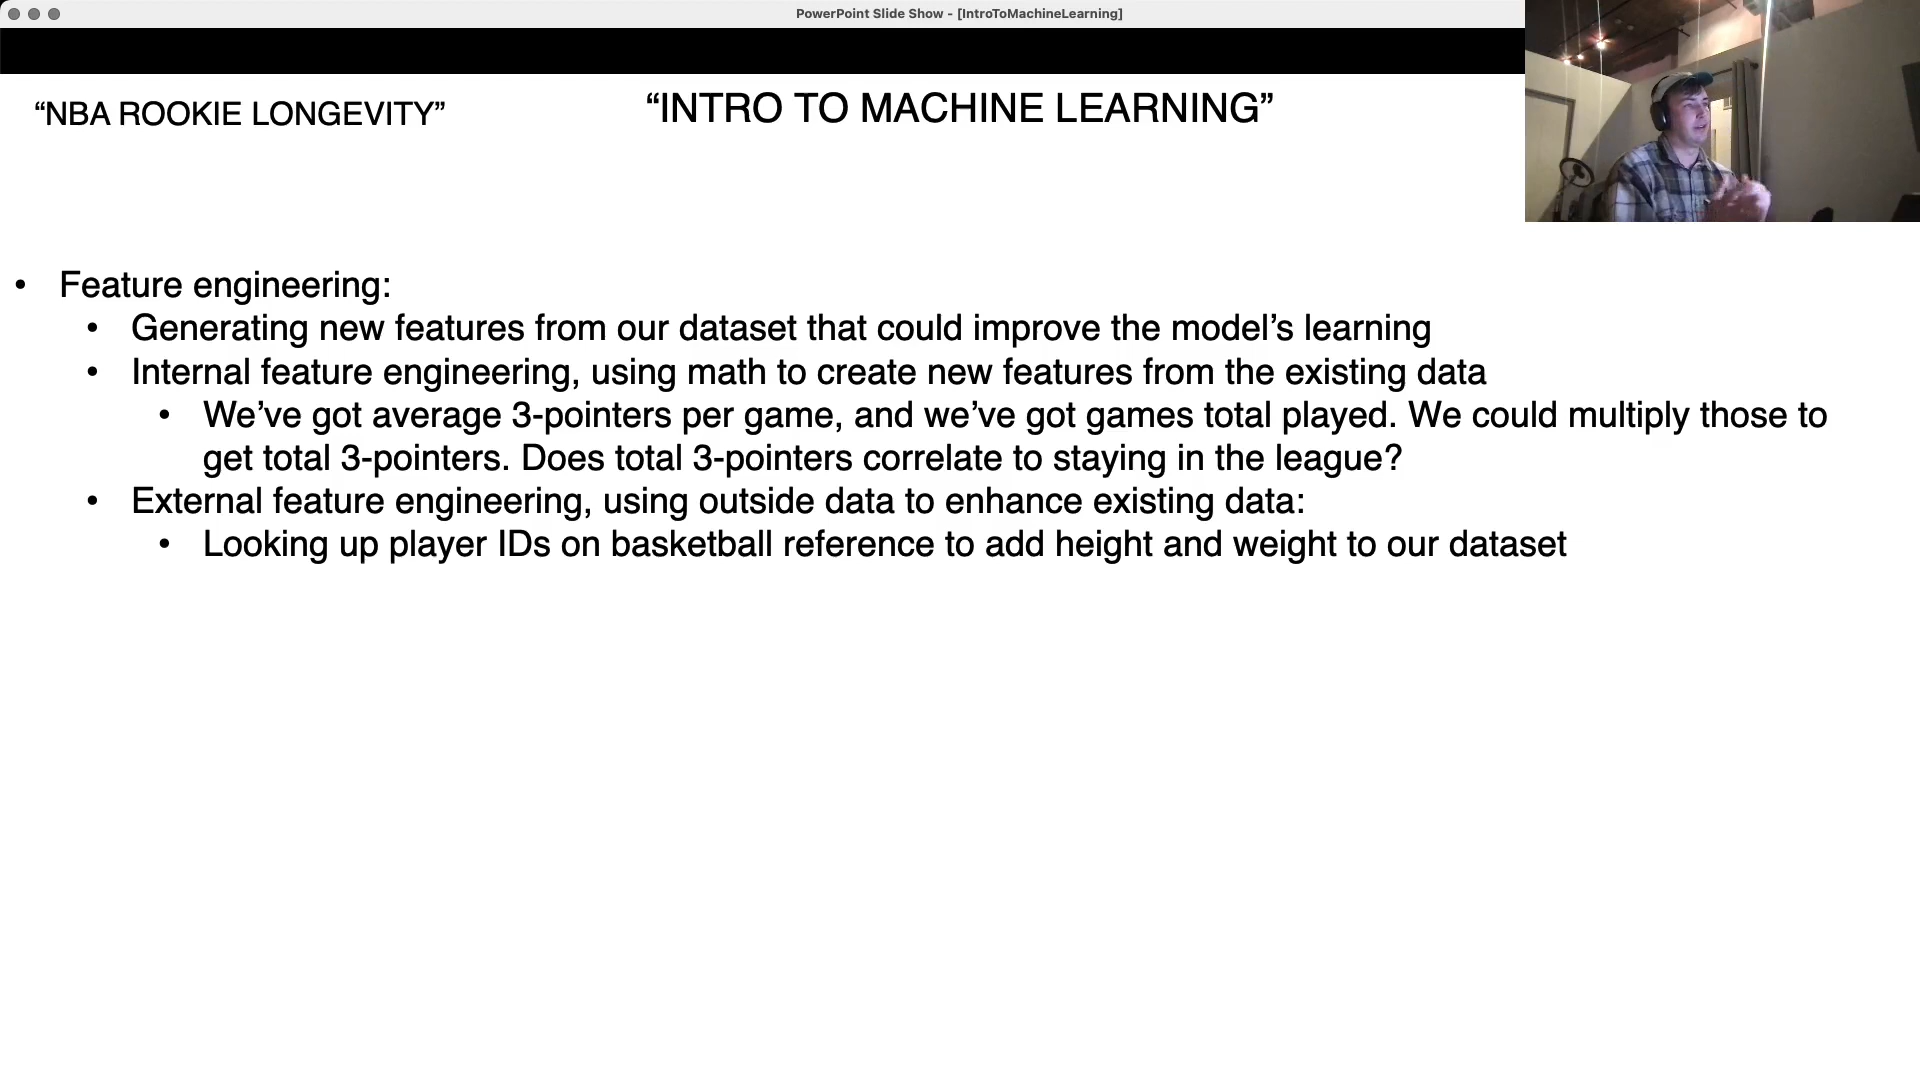 PowerPoint Slide Show - [IntroToMachineLearning]
“NBA ROOKIE LONGEVITY”
“INTRO TO MACHINE LEARNING”
• Feature engineering:
• Generating new features from our dataset that could improve the model’s learning
• Internal feature engineering, using math to create new features from the existing data
• We’ve got average 3-pointers per game, and we’ve got games total played. We could multiply those to
get total 3-pointers. Does total 3-pointers correlate to staying in the league?
• External feature engineering, using outside data to enhance existing data:
• Looking up player IDs on basketball reference to add height and weight to our dataset